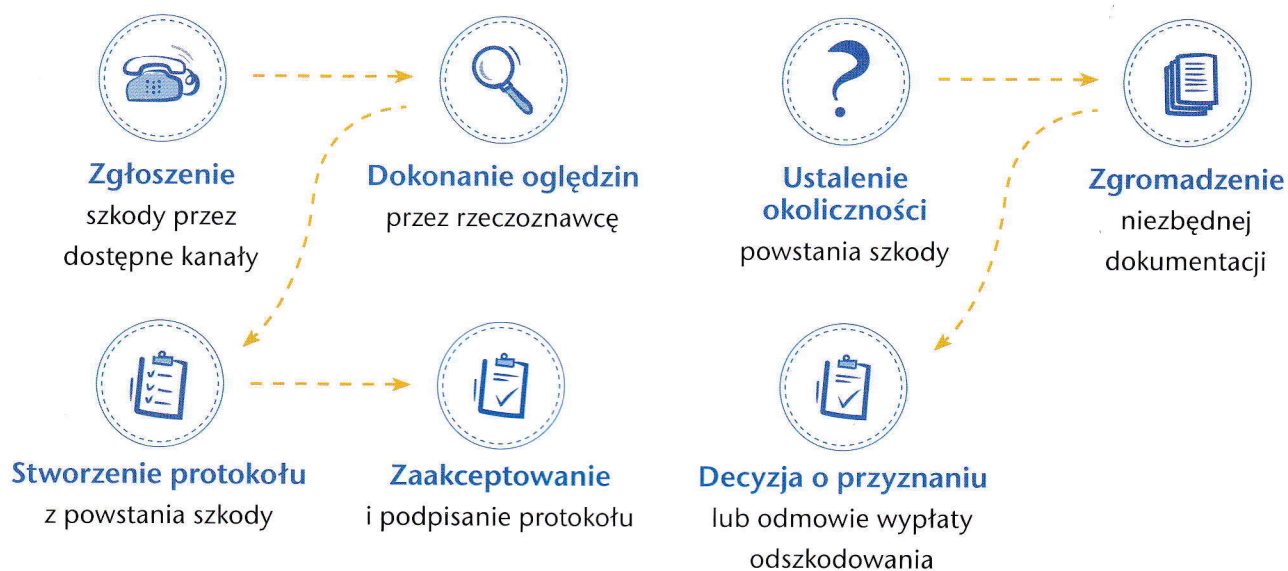 Zgłoszenie
szkody przez
dostępne kanały
Dokonanie oględzin
przez rzeczoznawcę
Stworzenie protokołu
z powstania szkody
Zaakceptowanie
i podpisanie protokołu
Ustalenie
okoliczności
powstania szkody
Zgromadzenie
niezbędnej
dokumentacji
Decyzja o przyznaniu
lub odmowie wypłaty
odszkodowania